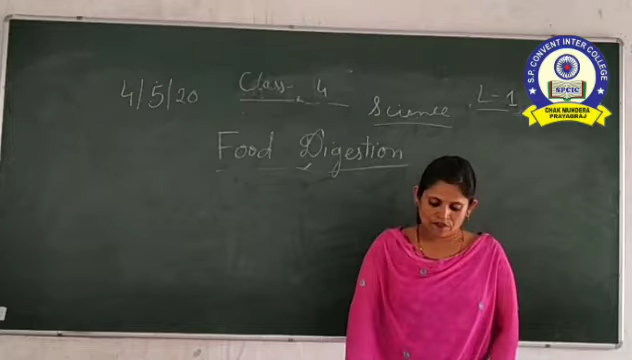 4/5/20 Class- 4 Science L-1
Food Digestion
S.P. CONVENT INTER COLLEGE
SPCIC
CHAK MUNDERA
PRAYAGRAJ